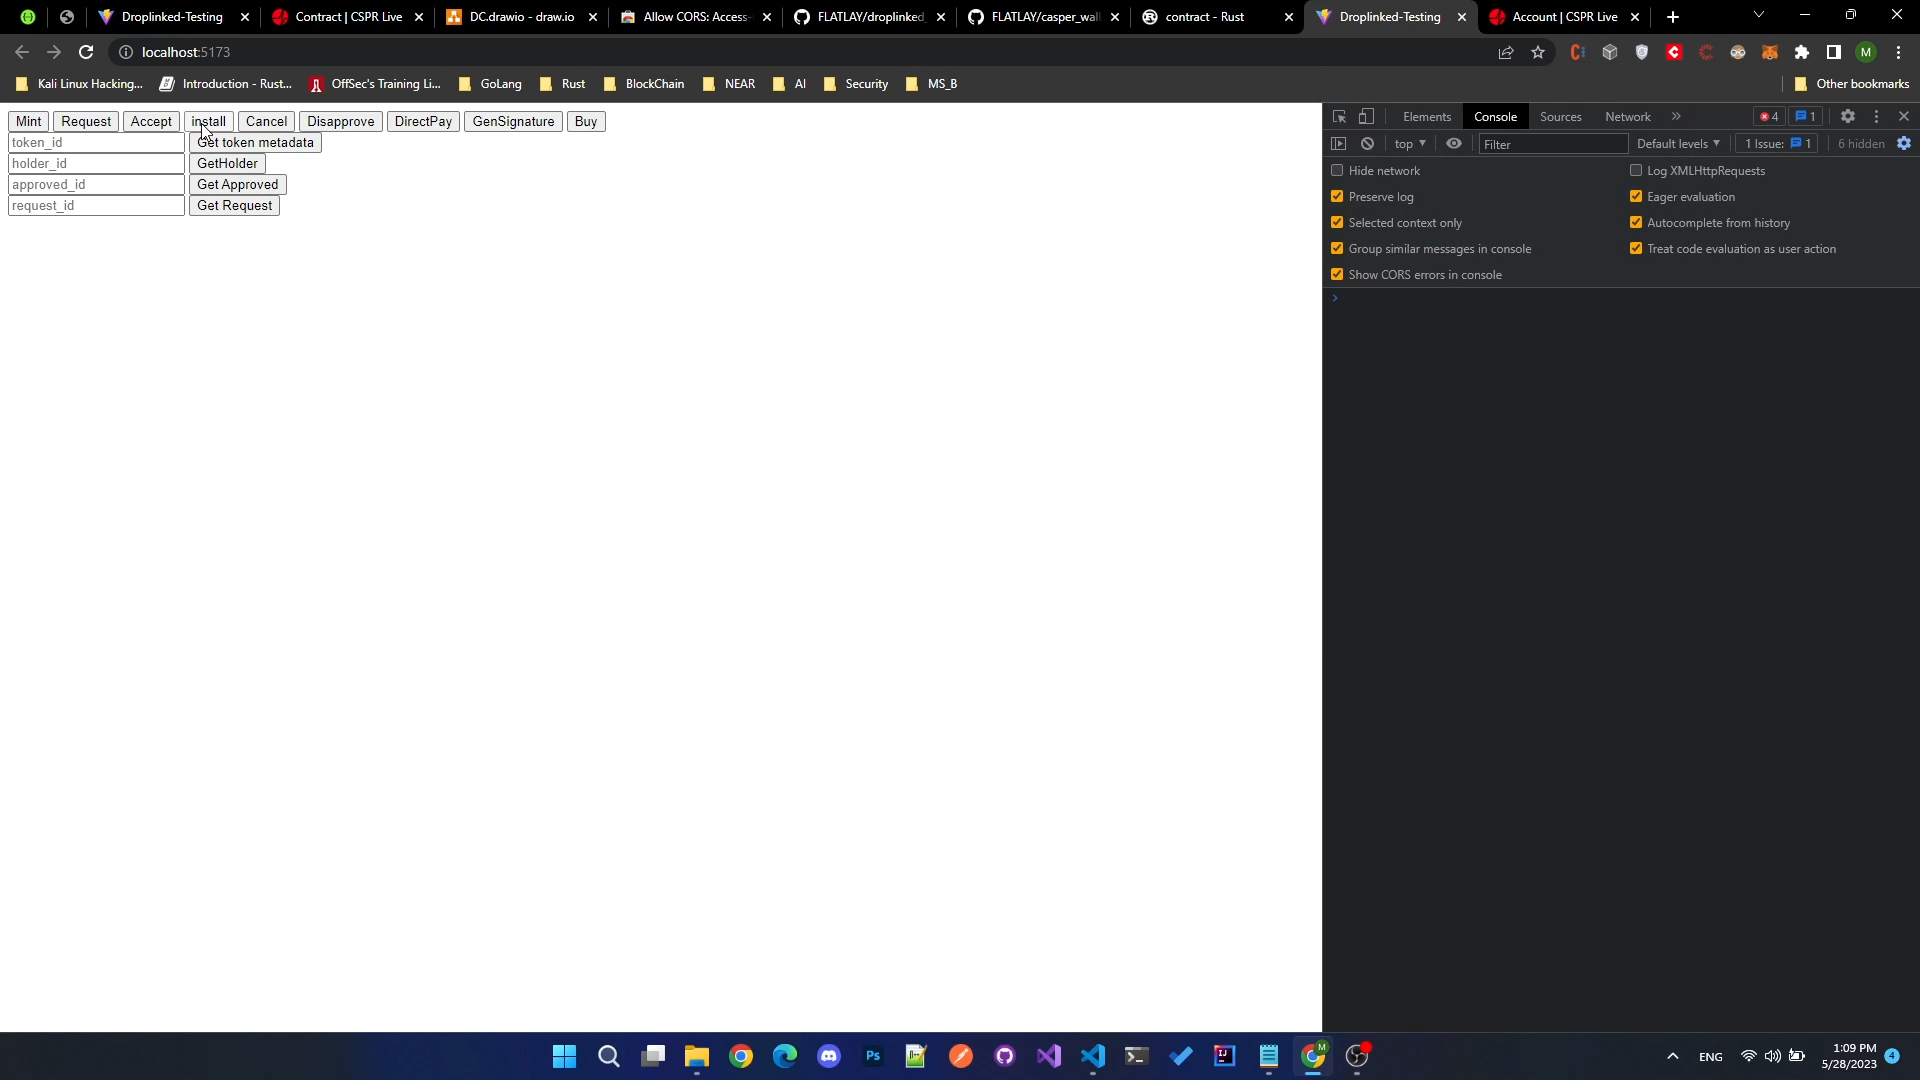 Droplinked-Testing
Contract | CSPR Live
DC.drawio - draw.io
Allow CORS: Access-
FLATLAY/droplinked_
FLATLAY/casper_wal
contract - Rust
Droplinked-Testing
Account | CSPR Live
localhost:5173
Kali Linux Hacking...
Introduction - Rust...
OffSec's Training Li...
GoLang
Rust
BlockChain
NEAR
AI
Security
MS_B
Other bookmarks
Mint Request Accept install Cancel Disapprove DirectPay GenSignature Buy
token_id Get token metadata
holder_id GetHolder
approved_id Get Approved
request_id Get Request
Elements Console Sources Network » 4 1
top Filter Default levels 1 Issue: 1 6 hidden
Hide network Log XMLHttpRequests
Preserve log Eager evaluation
Selected context only Autocomplete from history
Group similar messages in console Treat code evaluation as user action
Show CORS errors in console
ENG
1:09 PM
5/28/2023
4